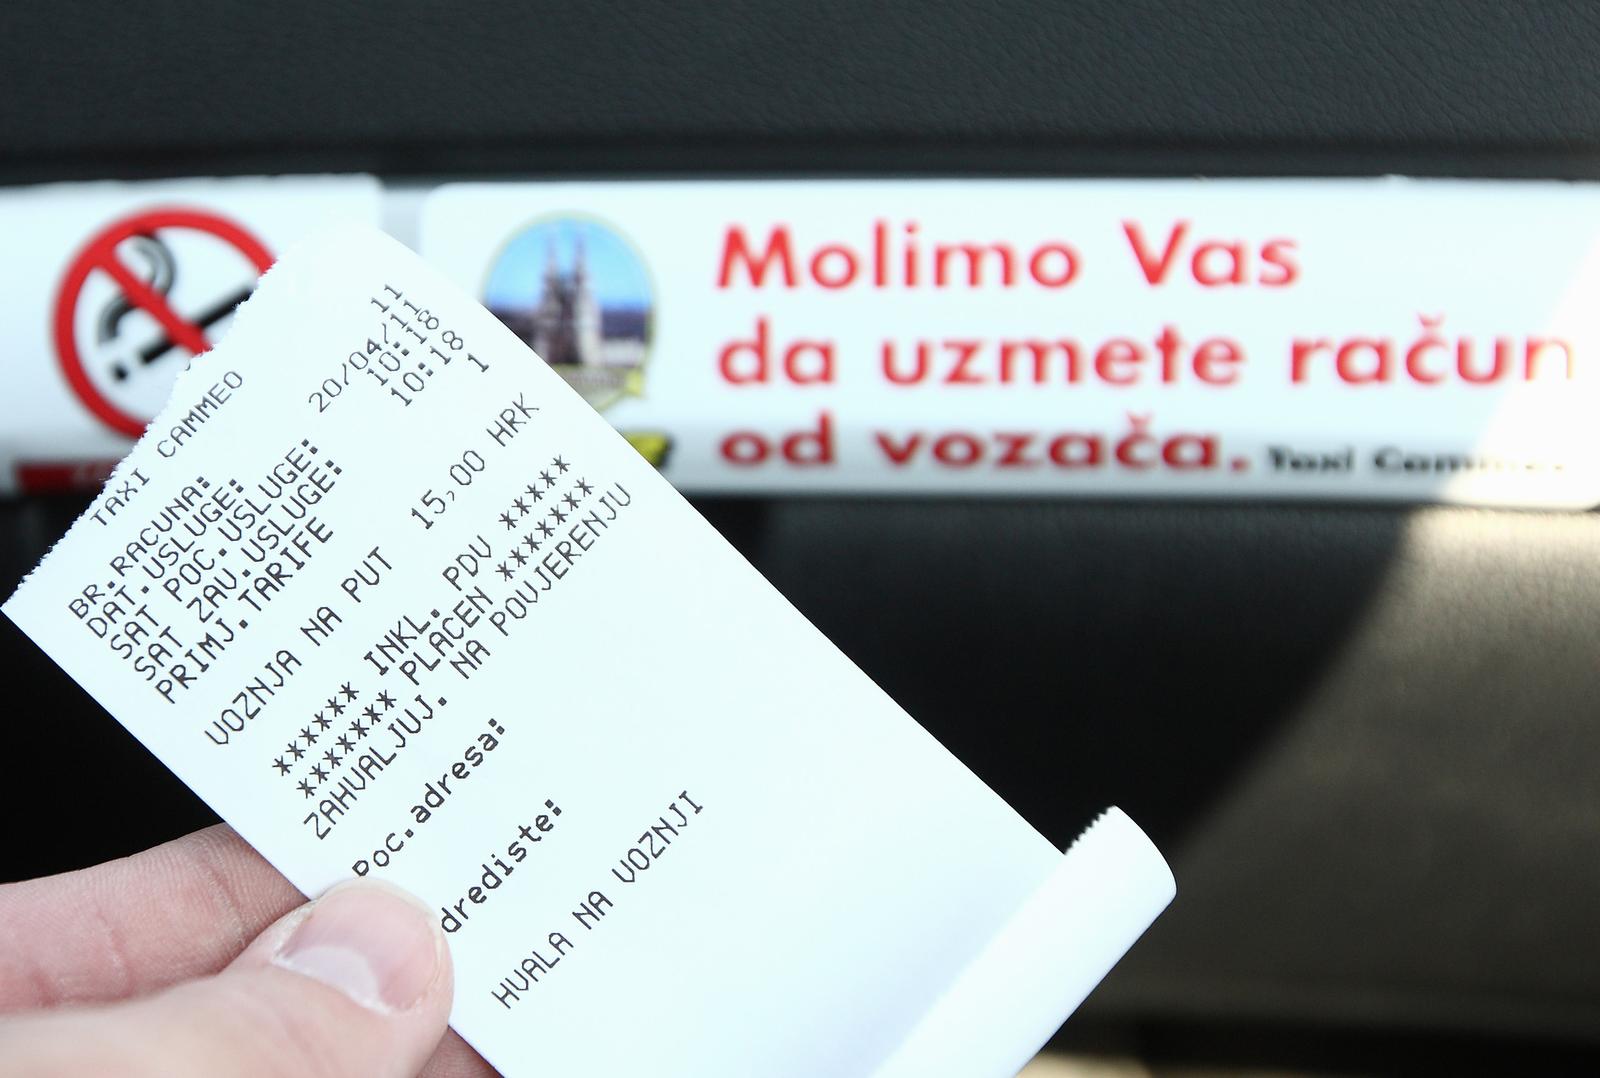 Molimo Vas
da uzmete račun
od vozača.
Taxi
TAXI CAMMEO
BR.RACUNA: 11
DAT.USLUGE: 20/04/11
SAT POC.USLUGE: 10:18
SAT ZAV.USLUGE: 10:18
PRIMJ.TARIFE 1
VOZNJA NA PUT 15,00 HRK
****** INKL. PDV *****
******* PLACEN *******
ZAHVALJUJ. NA POVJERENJU
Poc.adresa:
drediste:
HVALA NA VOZNJI